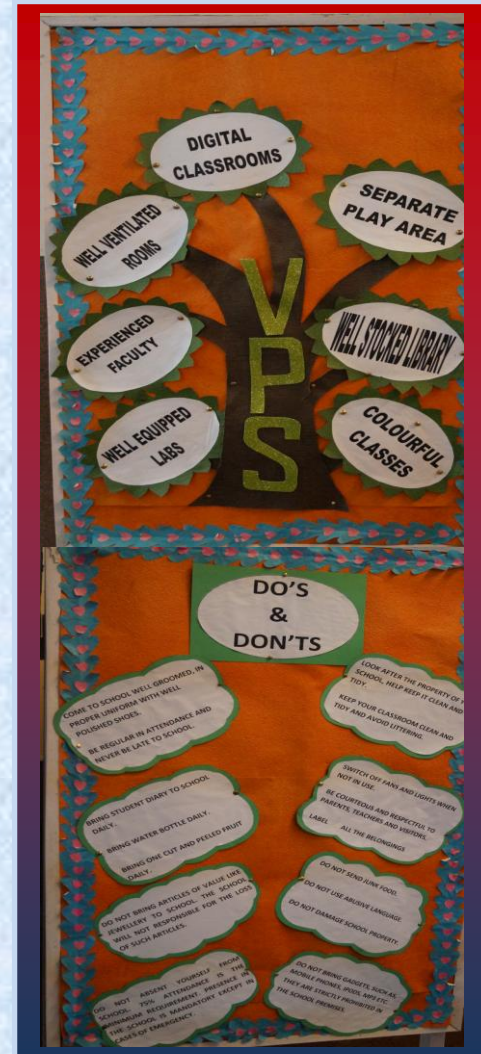 DIGITAL
CLASSROOMS
WELL VENTILATED
ROOMS
SEPARATE
PLAY AREA
EXPERIENCED
FACULTY
WELL STOCKED LIBRARY
WELL EQUIPPED
LABS
COLOURFUL
CLASSES
V
P
S
DO'S
&
DON'TS
COME TO SCHOOL WELL GROOMED, IN
PROPER UNIFORM WITH WELL
POLISHED SHOES.
BE REGULAR IN ATTENDANCE AND
NEVER BE LATE TO SCHOOL.
LOOK AFTER THE PROPERTY OF
SCHOOL, HELP KEEP IT CLEAN AND
TIDY.
KEEP YOUR CLASSROOM CLEAN AND
TIDY AND AVOID LITTERING.
BRING STUDENT DIARY TO SCHOOL
DAILY.
BRING WATER BOTTLE DAILY.
BRING ONE CUT AND PEELED FRUIT
DAILY.
SWITCH OFF FANS AND LIGHTS WHEN
NOT IN USE.
BE COURTEOUS AND RESPECTFUL TO
PARENTS, TEACHERS AND VISITORS.
LABEL ALL THE BELONGINGS
DO NOT BRING ARTICLES OF VALUE LIKE
JEWELLERY TO SCHOOL. THE SCHOOL
WILL NOT RESPONSIBLE FOR THE LOSS
OF SUCH ARTICLES.
DO NOT SEND JUNK FOOD.
DO NOT USE ABUSIVE LANGUAGE
DO NOT DAMAGE SCHOOL PROPERTY.
DO NOT ABSENT YOURSELF FROM
SCHOOL. 75% ATTENDANCE IS THE
MINIMUM REQUIREMENT. PRESENCE IN
THE SCHOOL IS MANDATORY EXCEPT IN
CASES OF EMERGENCY.
DO NOT BRING GADGETS, SUCH AS
MOBILE PHONES, IPODS, MP3 ETC.
THEY ARE STRICTLY PROHIBITED IN
THE SCHOOL PREMISES.